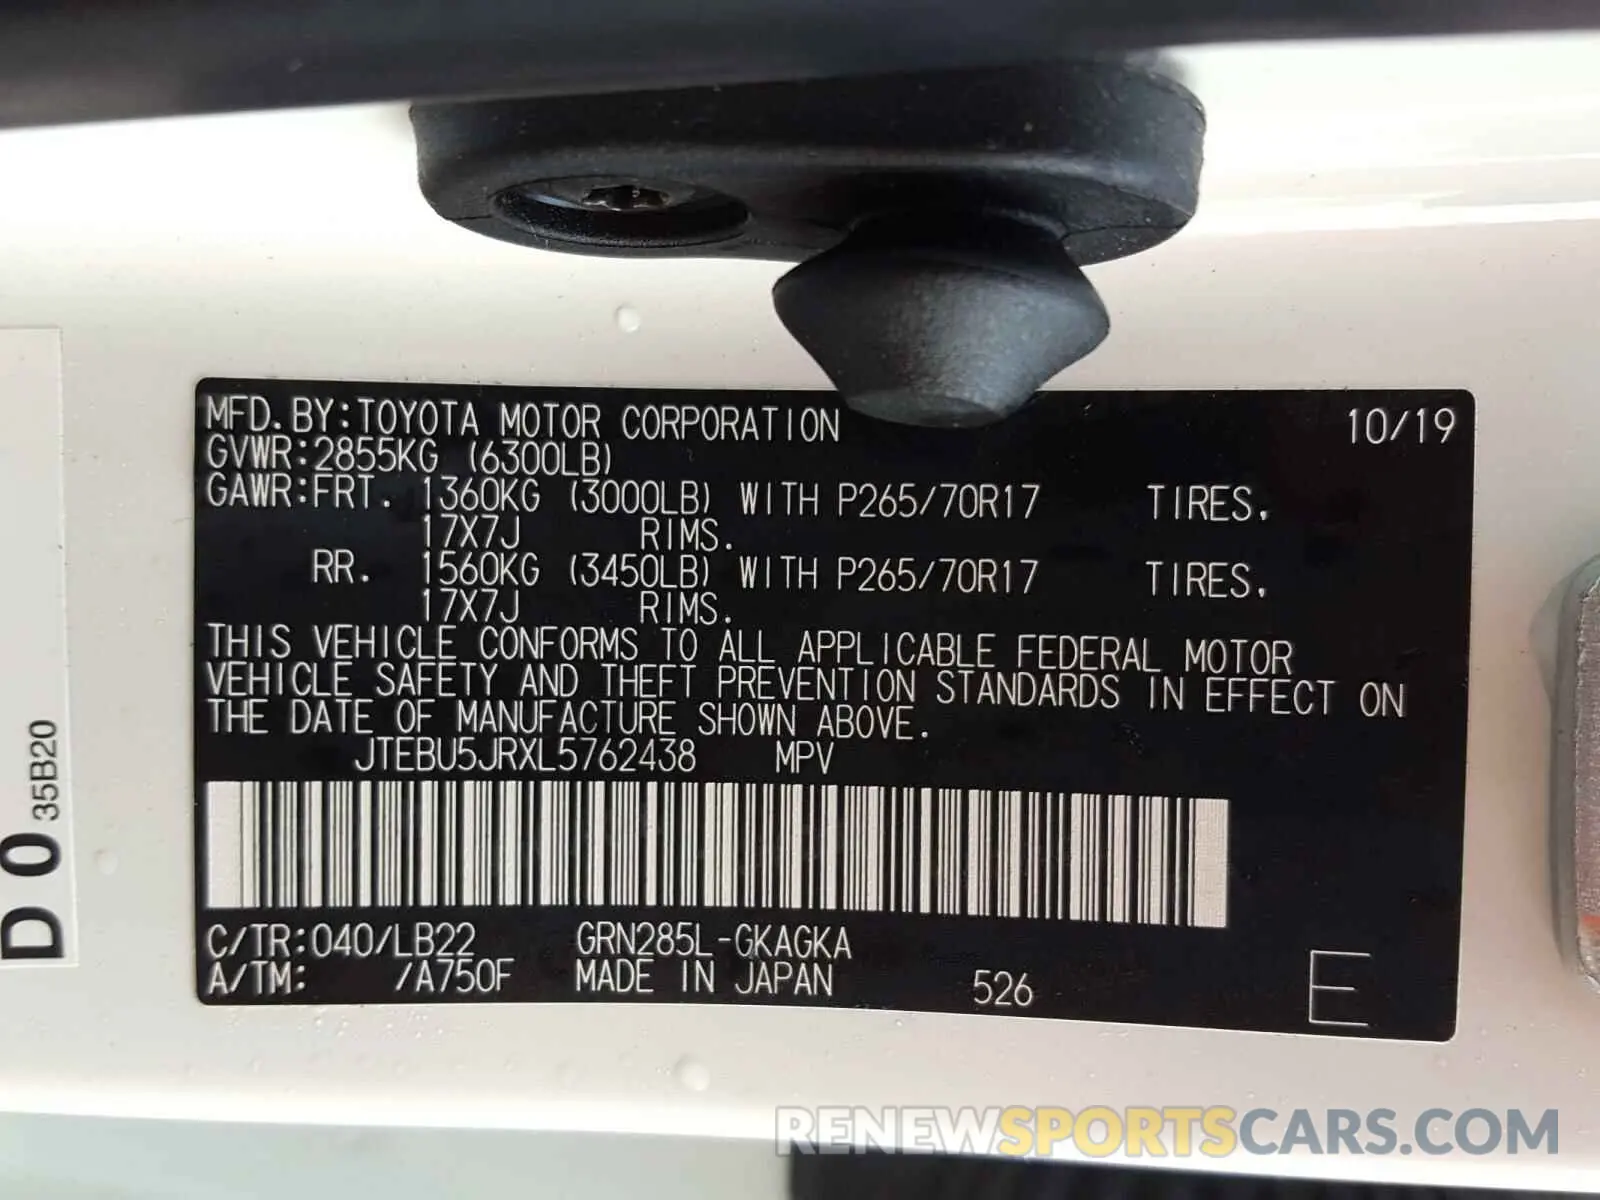 MFD. BY:TOYOTA MOTOR CORPORATION 10/19
GVWR:2855KG (6300LB)
GAWR:FRT. 1360KG (3000LB) WITH P265/70R17 TIRES.
17X7J RIMS.
RR. 1560KG (3450LB) WITH P265/70R17 TIRES.
17X7J RIMS.
THIS VEHICLE CONFORMS TO ALL APPLICABLE FEDERAL MOTOR
VEHICLE SAFETY AND THEFT PREVENTION STANDARDS IN EFFECT ON
THE DATE OF MANUFACTURE SHOWN ABOVE.
JTEBU5JRXL5762438 MPV
C/TR:040/LB22 GRN285L-GKAGKA
A/TM: /A750F MADE IN JAPAN 526 E
D 0 35B20
RENEWSPORTSCARS.COM